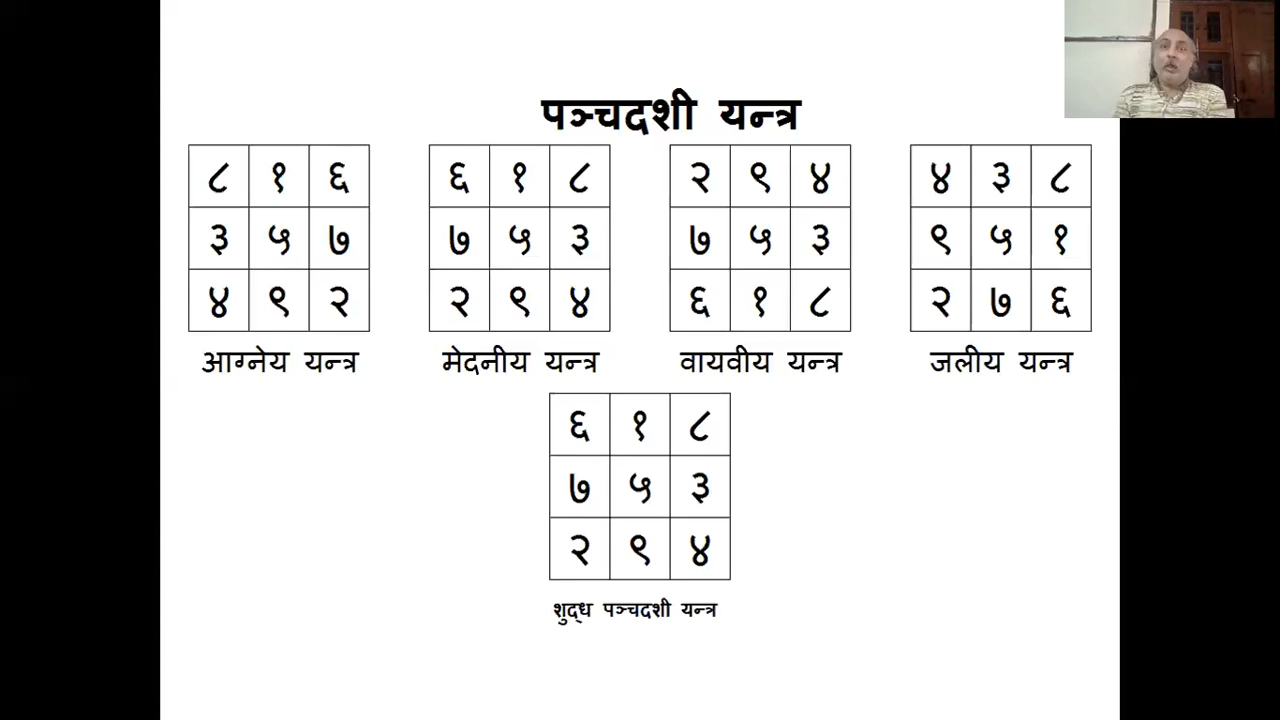 पञ्चदशी यन्त्र
८ १ ६ ६ १ ८ २ ९ ४ ४ ३ ८
३ ५ ७ ७ ५ ३ ७ ५ ३ ९ ५ १
४ ९ २ २ ९ ४ ६ १ ८ २ ७ ६
आग्नेय यन्त्र मेदनीय यन्त्र वायवीय यन्त्र जलीय यन्त्र
६ १ ८
७ ५ ३
२ ९ ४
शुद्ध पञ्चदशी यन्त्र